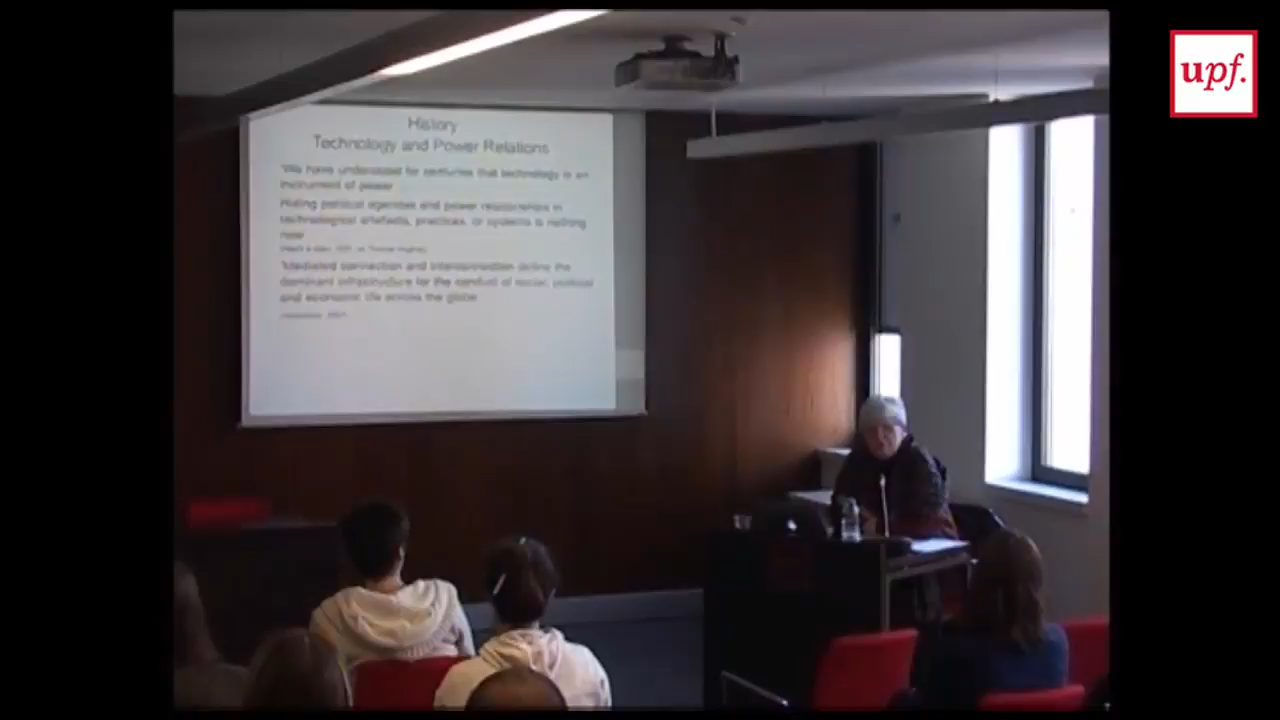 upf.
History
Technology and Power Relations
"We have understood for centuries that technology is an
instrument of power
Hiding political agendas and power relationships in
technological artefacts, practices, or systems is nothing
new
"Mediated connection and interconnection define the
dominant infrastructure for the conduct of social, political
and economic life across the globe